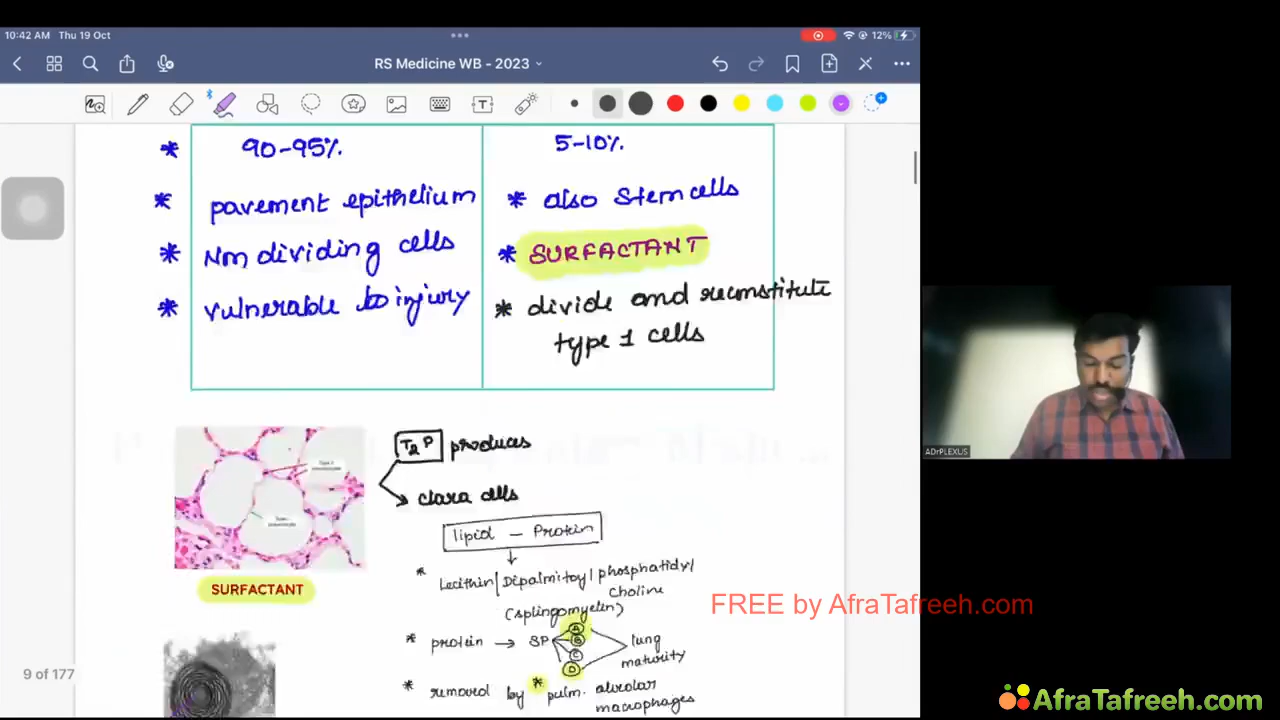 10:42 AM Thu 19 Oct
12%
RS Medicine WB - 2023
* 90-95%
5-10%
* pavement epithelium
* also Stem cells
* Non dividing cells
* SURFACTANT
* vulnerable to injury
* divide and reconstitute
type 1 cells
T2 P produces
clara cells
lipid - Protein
SURFACTANT
* Lecithin/Dipalmitoyl phosphatidyl
choline
(splingomyelin)
* protein → SP
A
B
C
D
lung
maturity
* removed by * pulm. alveolar
macrophages
9 of 177
ADrPLEXUS
FREE by AfraTafreeh.com
AfraTafreeh.com